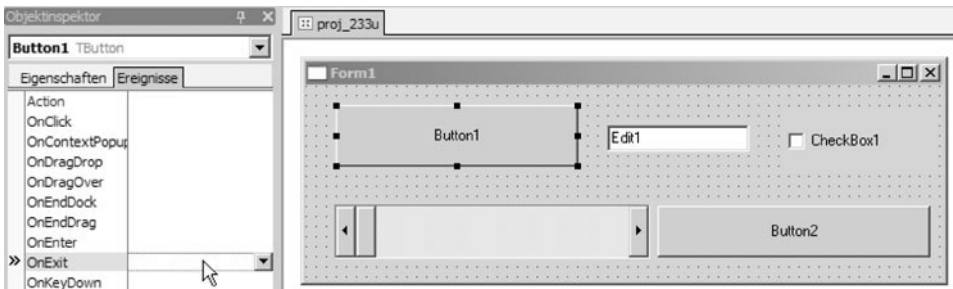 Objektinspektor
Button1 TButton
Eigenschaften Ereignisse
Action
OnClick
OnContextPopup
OnDragDrop
OnDragOver
OnEndDock
OnEndDrag
OnEnter
OnExit
OnKeyDown
proj_233u
Form1
Button1
Edit1
CheckBox1
Button2